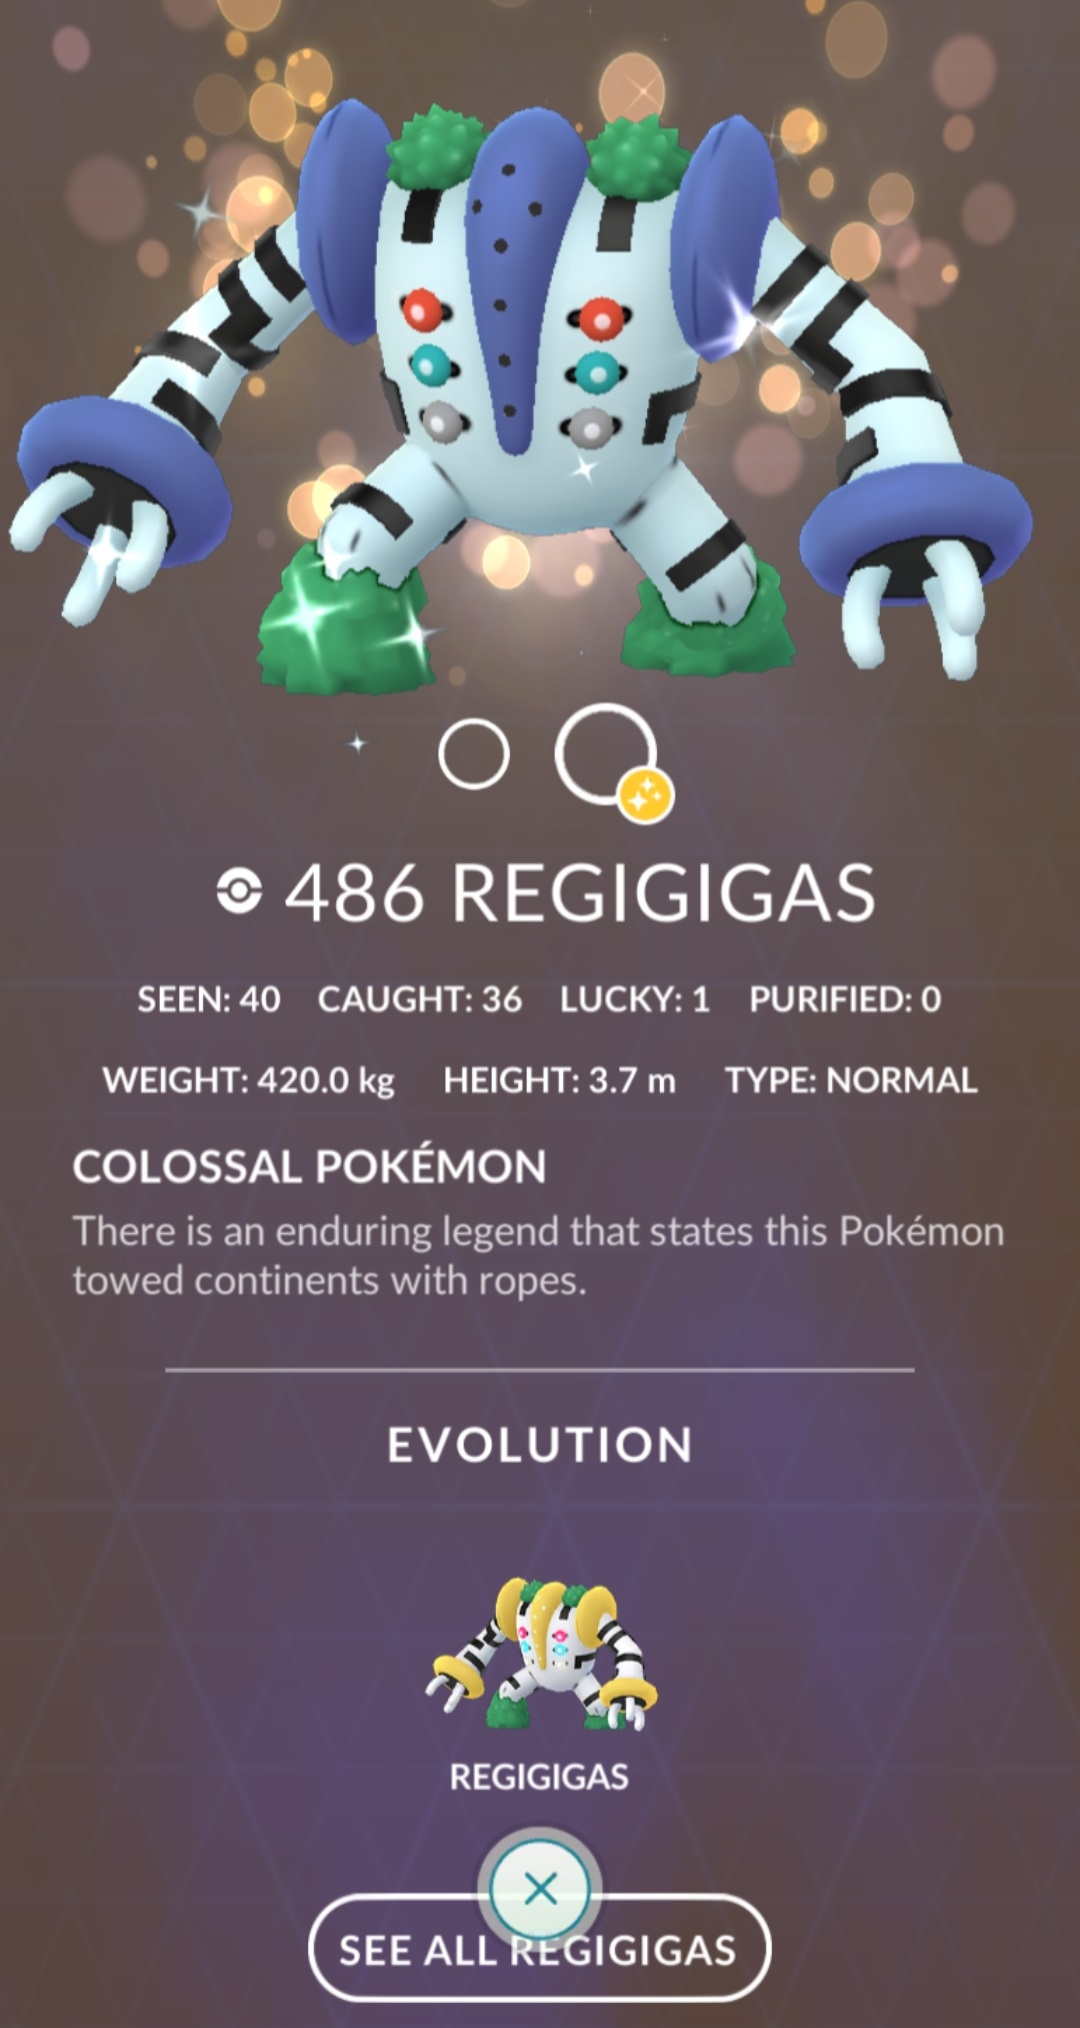 486 REGIGIGAS
SEEN: 40 CAUGHT: 36 LUCKY: 1 PURIFIED: 0
WEIGHT: 420.0 kg HEIGHT: 3.7 m TYPE: NORMAL
COLOSSAL POKÉMON
There is an enduring legend that states this Pokémon
towed continents with ropes.
EVOLUTION
REGIGIGAS
SEE ALL REGIGIGAS